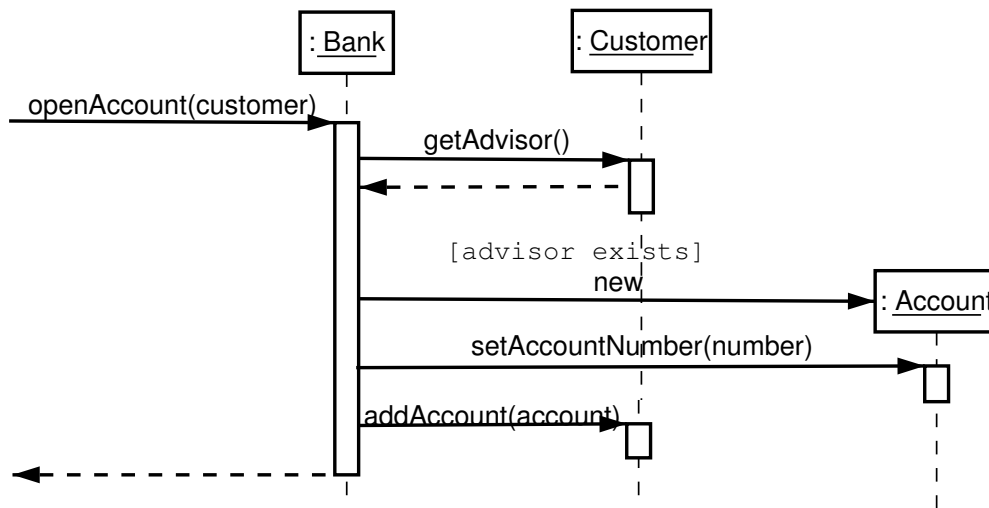 : Bank
: Customer
openAccount(customer)
getAdvisor()
[advisor exists]
new
: Account
setAccountNumber(number)
addAccount(account)